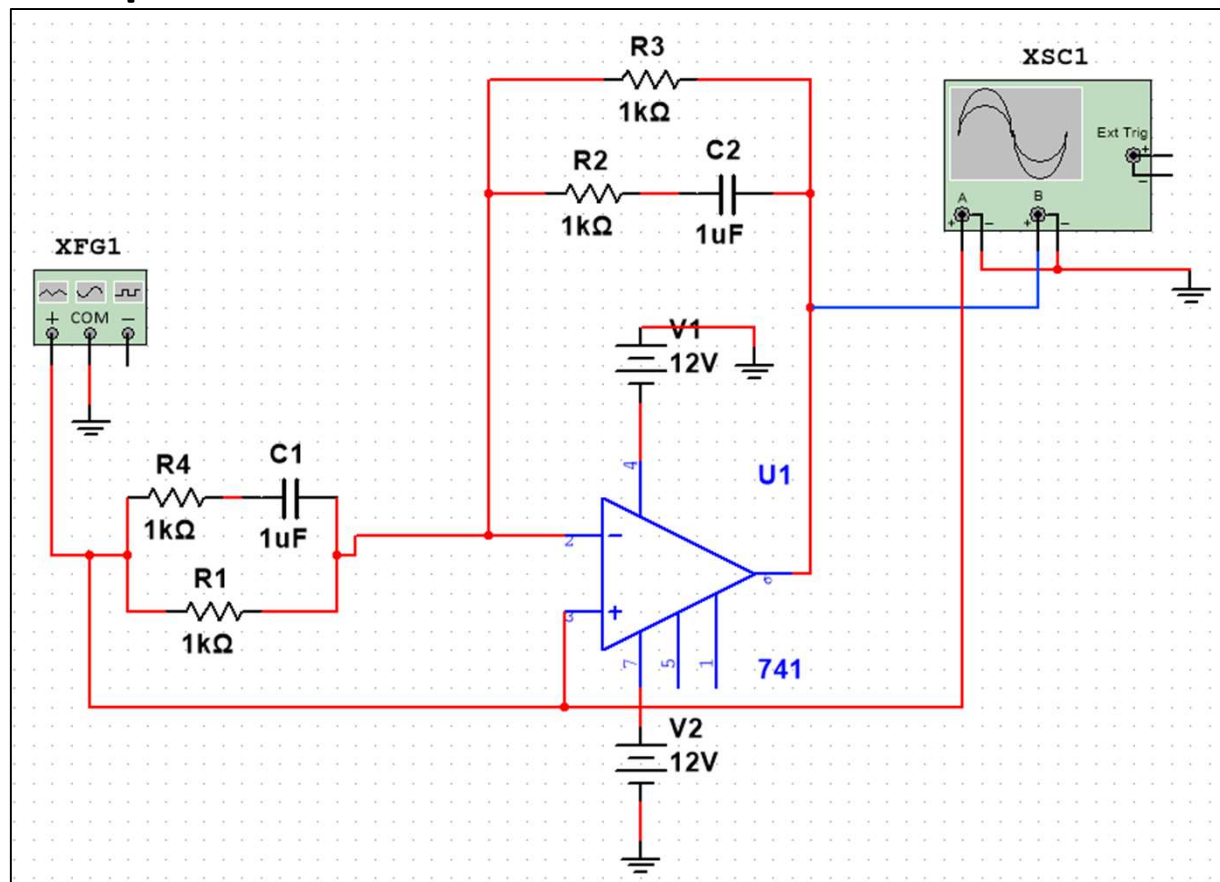 R3
1kΩ
R2
1kΩ
C2
1uF
XSC1
Ext Trig
+
−
A
B
+
−
+
−
XFG1
+
COM
−
V1
12V
R4
1kΩ
C1
1uF
R1
1kΩ
4
U1
2
−
3
+
6
7
5
1
741
V2
12V